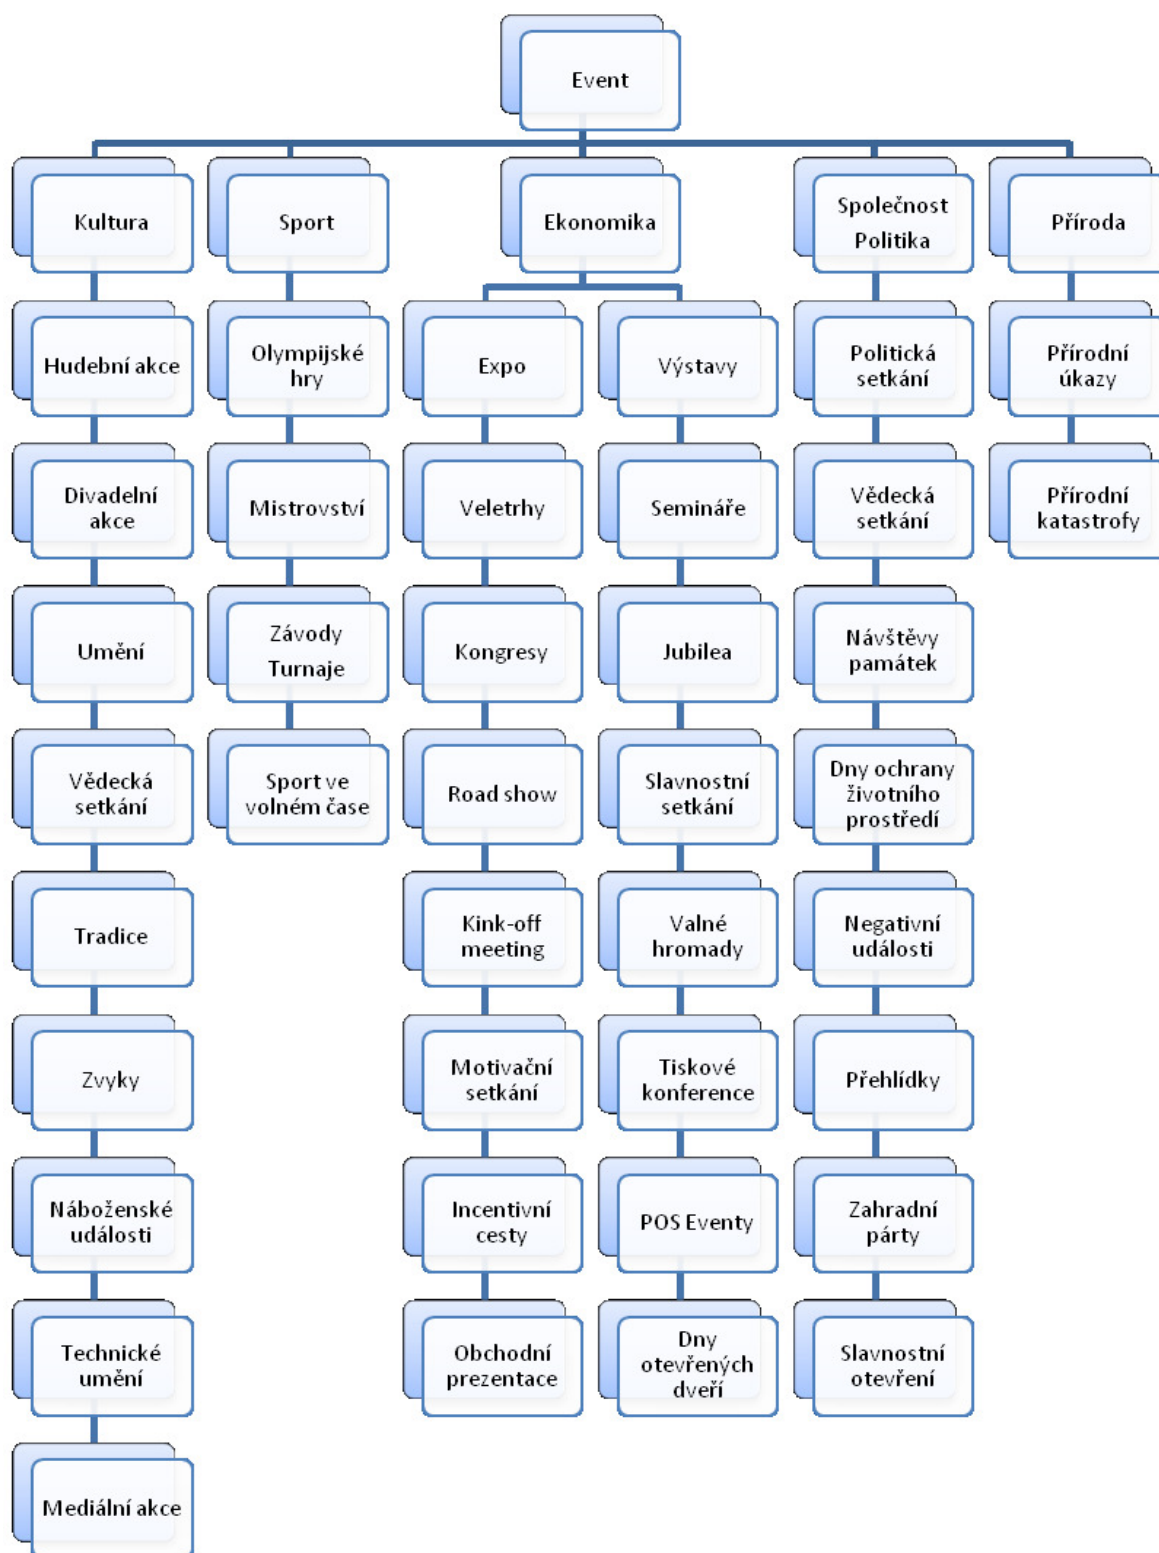 Event
Kultura
Sport
Ekonomika
Společnost
Politika
Příroda
Hudební akce
Olympijské
hry
Expo
Výstavy
Politická
setkání
Přírodní
úkazy
Divadelní
akce
Mistrovství
Veletrhy
Semináře
Vědecká
setkání
Přírodní
katastrofy
Umění
Závody
Turnaje
Kongresy
Jubilea
Návštěvy
památek
Vědecká
setkání
Sport ve
volném čase
Road show
Slavnostní
setkání
Dny ochrany
životního
prostředí
Tradice
Kink-off
meeting
Valné
hromady
Negativní
události
Zvyky
Motivační
setkání
Tiskové
konference
Přehlídky
Náboženské
události
Incentivní
cesty
POS Eventy
Zahradní
párty
Technické
umění
Obchodní
prezentace
Dny
otevřených
dveří
Slavnostní
otevření
Mediální akce